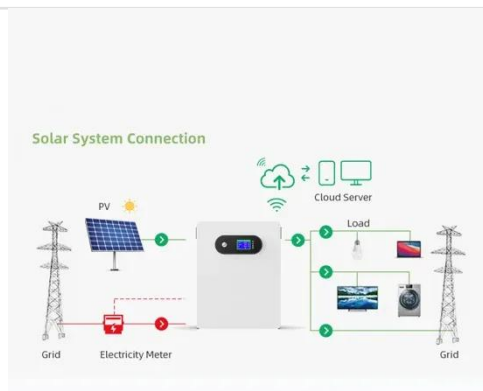 Solar System Connection
Cloud Server
PV
Load
Grid
Electricity Meter
Grid